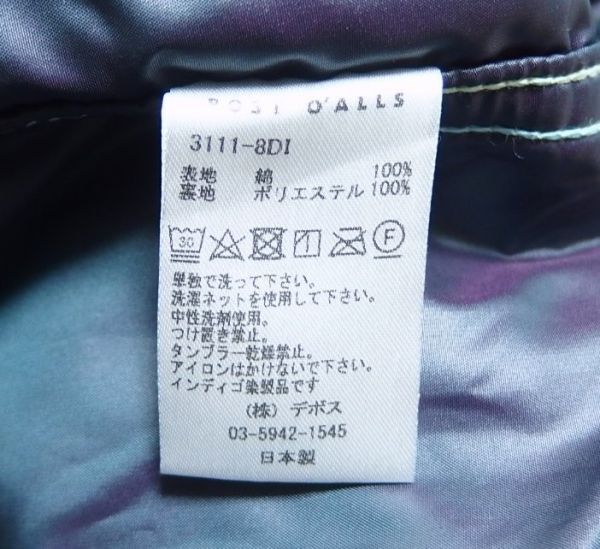 POST O'ALLS
3111-8DI
表地 綿 100%
裏地 ポリエステル 100%
30 F
単独で洗って下さい。
洗濯ネットを使用して下さい。
中性洗剤使用。
つけ置き禁止。
タンブラー乾燥禁止。
アイロンはかけないで下さい。
インディゴ染製品です
(株) デポス
03-5942-1545
日本製